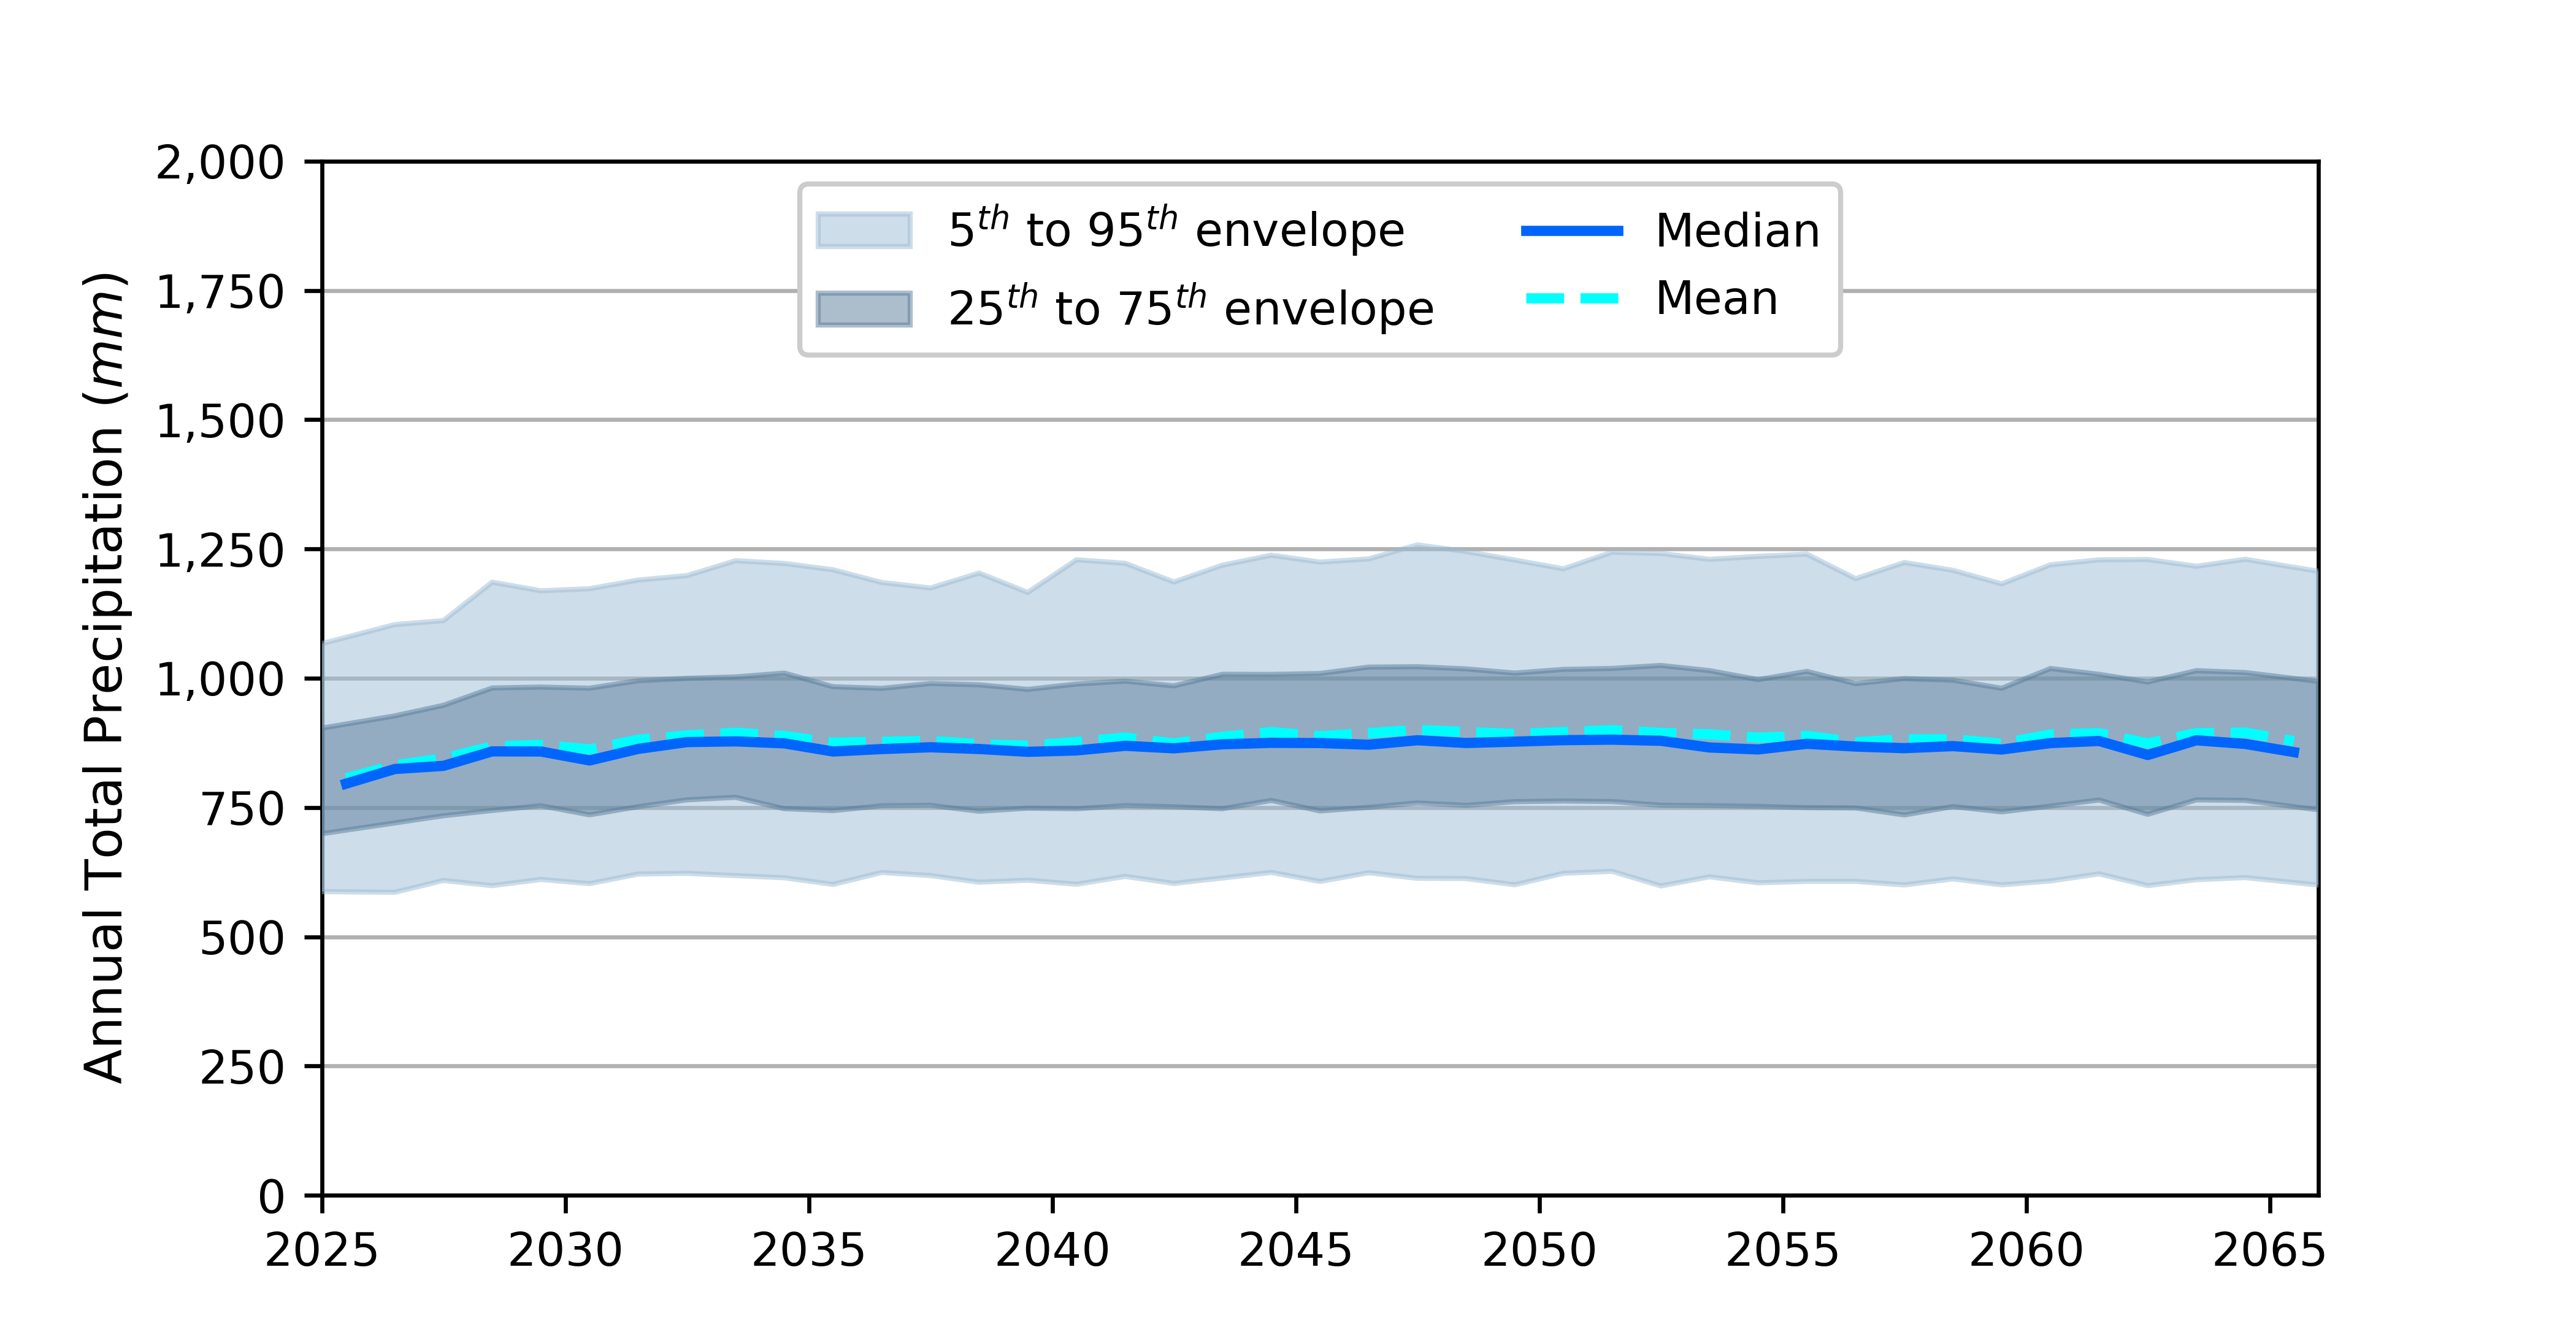 Annual Total Precipitation (mm)
2,000
1,750
1,500
1,250
1,000
750
500
250
0
5th to 95th envelope
25th to 75th envelope
Median
Mean
2025 2030 2035 2040 2045 2050 2055 2060 2065